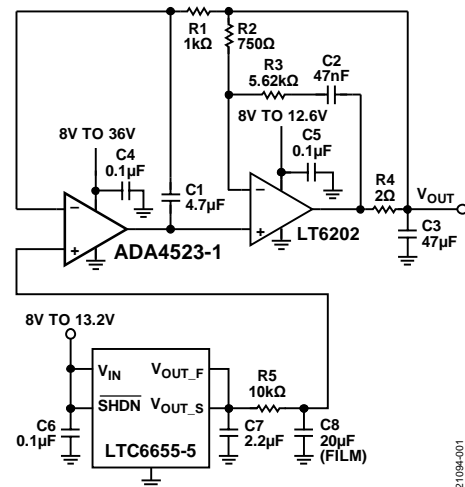 R1
1kΩ
R2
750Ω
R3
5.62kΩ
C2
47nF
8V TO 36V
C4
0.1µF
C1
4.7µF
8V TO 12.6V
C5
0.1µF
–
+
ADA4523-1
–
+
LT6202
R4
2Ω
VOUT
C3
47µF
8V TO 13.2V
VIN
SHDN
VOUT_F
VOUT_S
LTC6655-5
R5
10kΩ
C6
0.1µF
C7
2.2µF
C8
20µF
(FILM)
21094-001